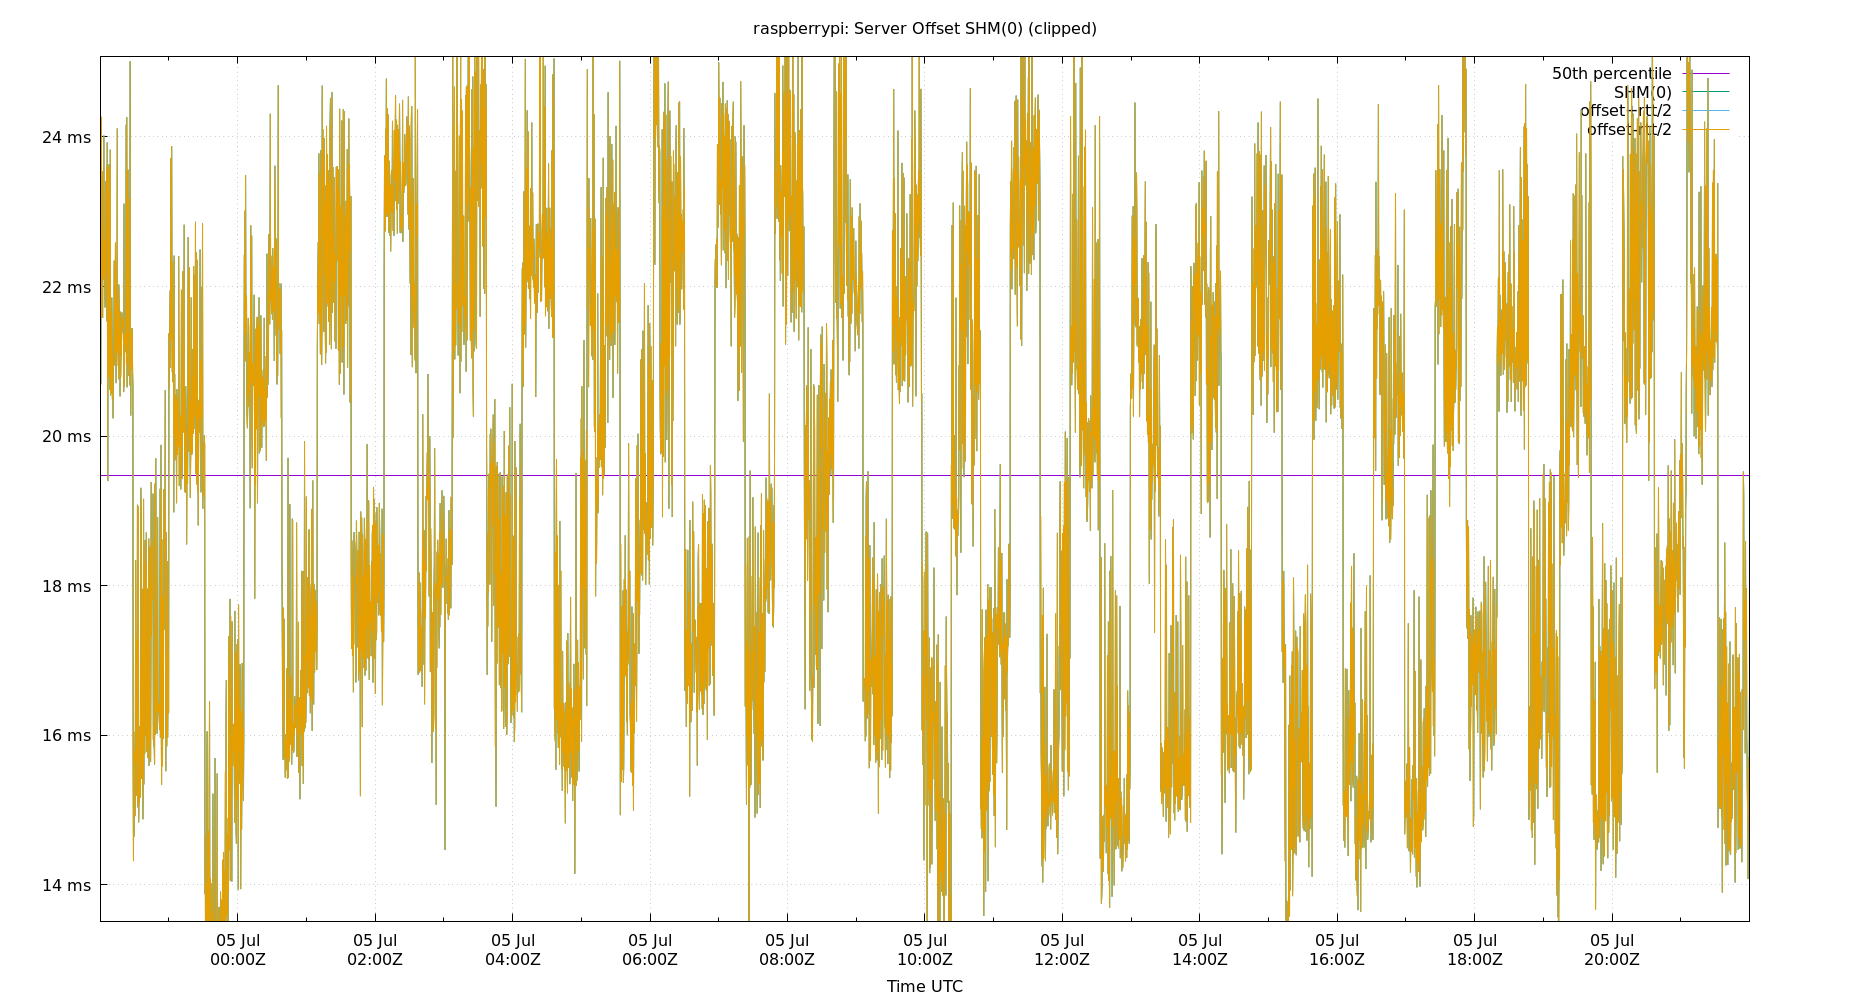 raspberrypi: Server Offset SHM(0) (clipped)
50th percentile
SHM(0)
offset+rtt/2
offset-rtt/2
24 ms
22 ms
20 ms
18 ms
16 ms
14 ms
05 Jul 05 Jul 05 Jul 05 Jul 05 Jul 05 Jul 05 Jul 05 Jul 05 Jul 05 Jul 05 Jul
00:00Z 02:00Z 04:00Z 06:00Z 08:00Z 10:00Z 12:00Z 14:00Z 16:00Z 18:00Z 20:00Z
Time UTC